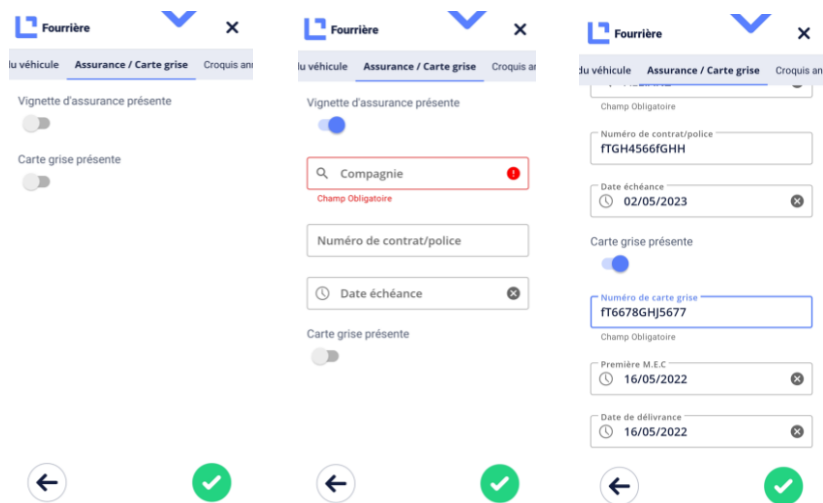 Fourrière
du véhicule Assurance / Carte grise Croquis an
Vignette d'assurance présente
Carte grise présente
Fourrière
du véhicule Assurance / Carte grise Croquis an
Vignette d'assurance présente
Compagnie
Champ Obligatoire
Numéro de contrat/police
Date échéance
Carte grise présente
Fourrière
du véhicule Assurance / Carte grise Croquis an
Champ Obligatoire
Numéro de contrat/police
fTGH4566fGHH
Date échéance
02/05/2023
Carte grise présente
Numéro de carte grise
fT6678GHJ5677
Champ Obligatoire
Première M.E.C
16/05/2022
Date de délivrance
16/05/2022